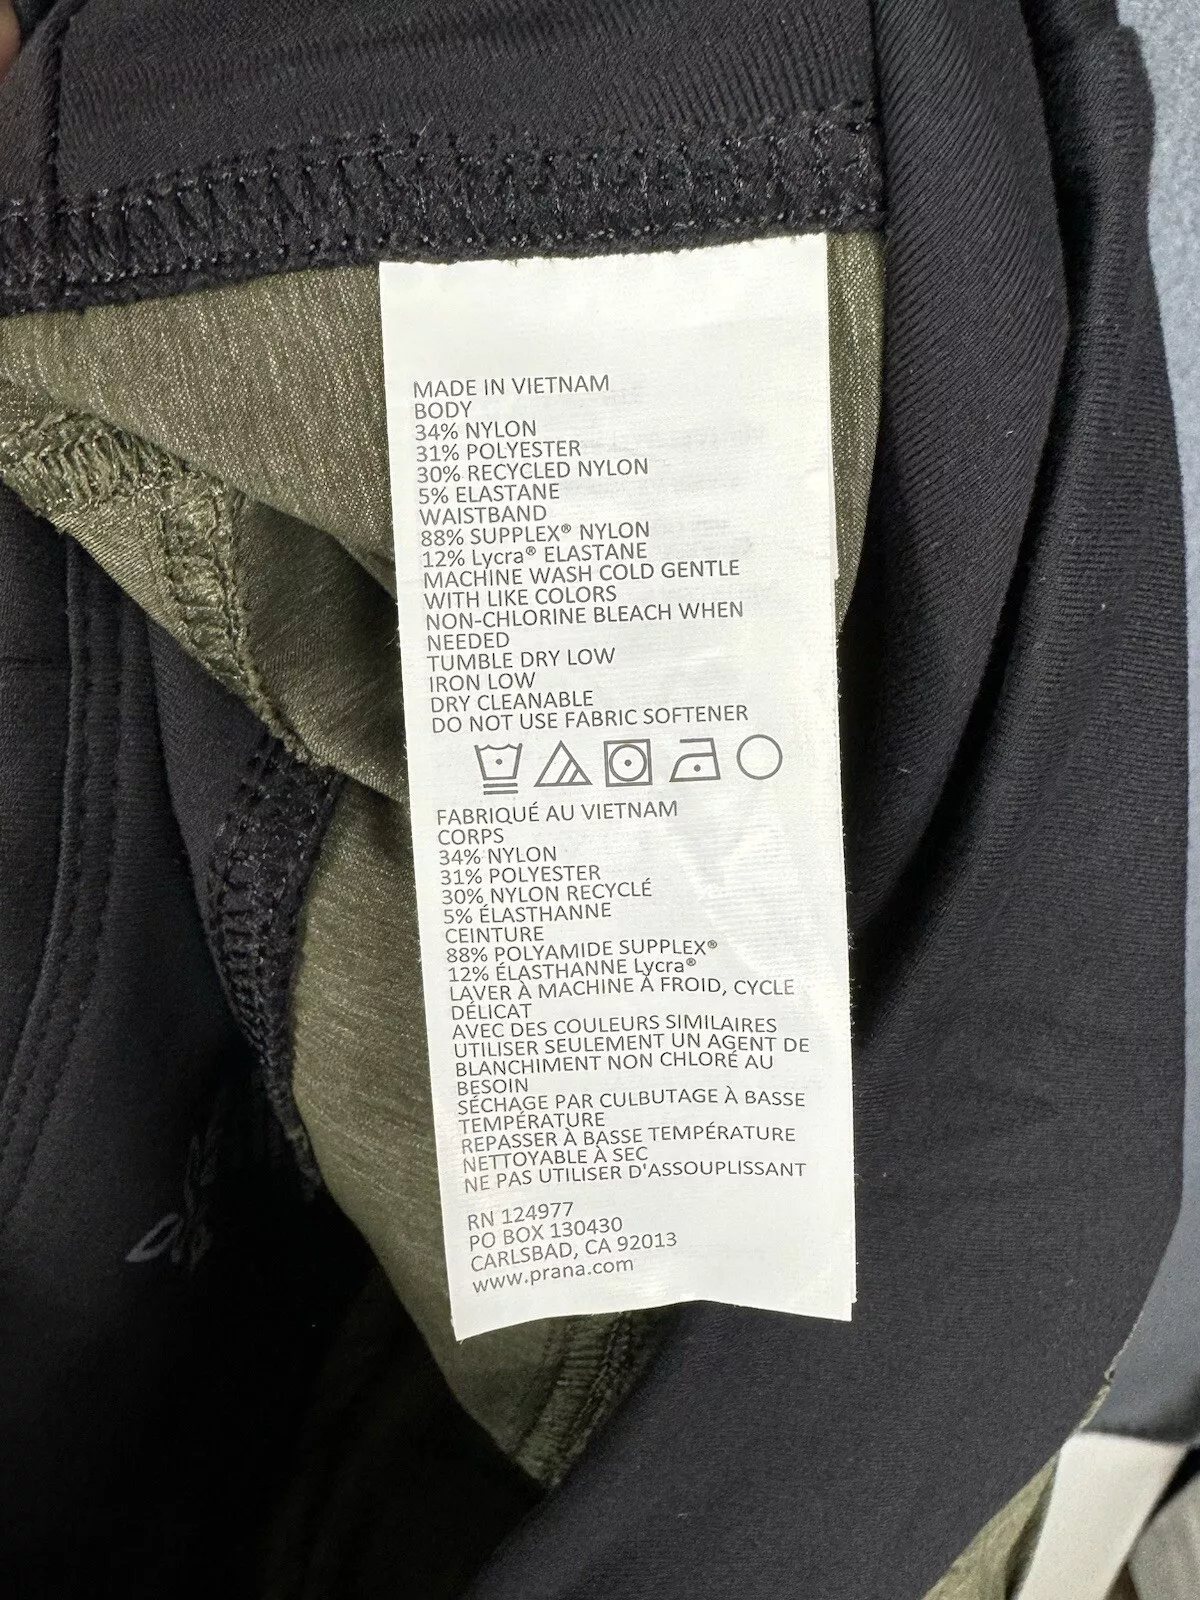 MADE IN VIETNAM
BODY
34% NYLON
31% POLYESTER
30% RECYCLED NYLON
5% ELASTANE
WAISTBAND
88% SUPPLEX® NYLON
12% Lycra® ELASTANE
MACHINE WASH COLD GENTLE
WITH LIKE COLORS
NON-CHLORINE BLEACH WHEN
NEEDED
TUMBLE DRY LOW
IRON LOW
DRY CLEANABLE
DO NOT USE FABRIC SOFTENER
FABRIQUÉ AU VIETNAM
CORPS
34% NYLON
31% POLYESTER
30% NYLON RECYCLÉ
5% ÉLASTHANNE
CEINTURE
88% POLYAMIDE SUPPLEX®
12% ÉLASTHANNE Lycra®
LAVER À MACHINE À FROID, CYCLE
DÉLICAT
AVEC DES COULEURS SIMILAIRES
UTILISER SEULEMENT UN AGENT DE
BLANCHIMENT NON CHLORÉ AU
BESOIN
SÉCHAGE PAR CULBUTAGE À BASSE
TEMPÉRATURE
REPASSER À BASSE TEMPÉRATURE
NETTOYABLE À SEC
NE PAS UTILISER D'ASSOUPLISSANT
RN 124977
PO BOX 130430
CARLSBAD, CA 92013
www.prana.com